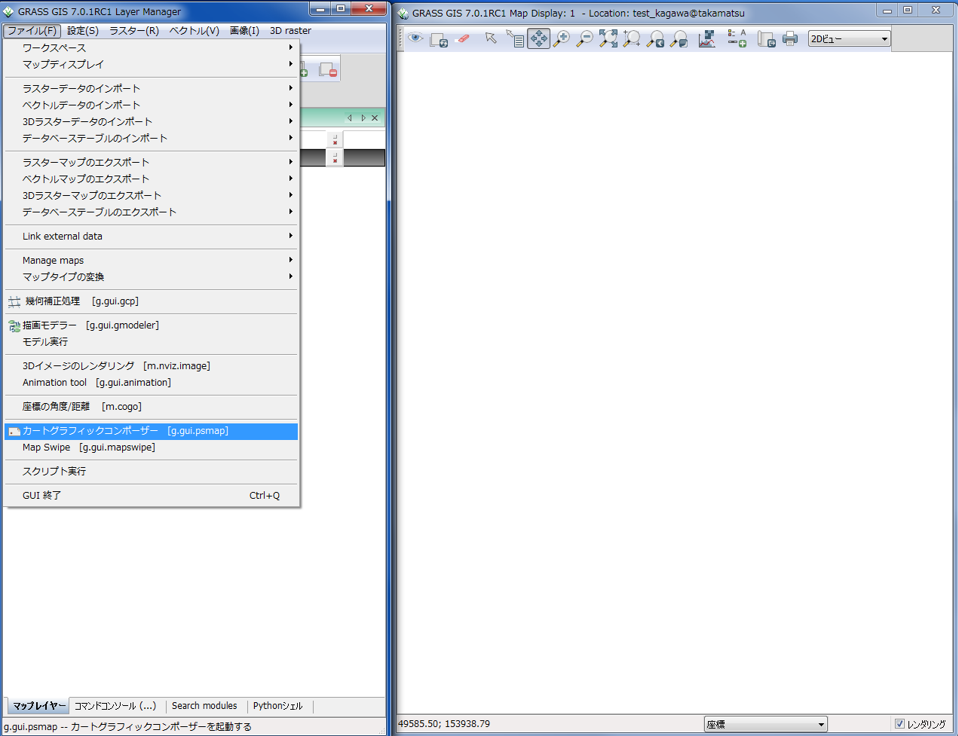 GRASS GIS 7.0.1RC1 Layer Manager
ファイル(F) 設定(S) ラスター(R) ベクトル(V) 画像(I) 3D raster
ワークスペース
マップディスプレイ
ラスターデータのインポート
ベクトルデータのインポート
3Dラスターデータのインポート
データベーステーブルのインポート
ラスターマップのエクスポート
ベクトルマップのエクスポート
3Dラスターマップのエクスポート
データベーステーブルのエクスポート
Link external data
Manage maps
マップタイプの変換
幾何補正処理 [g.gui.gcp]
描画モデラー [g.gui.gmodeler]
モデル実行
3Dイメージのレンダリング [m.nviz.image]
Animation tool [g.gui.animation]
座標の角度/距離 [m.cogo]
カートグラフィックコンポーザー [g.gui.psmap]
Map Swipe [g.gui.mapswipe]
スクリプト実行
GUI 終了 Ctrl+Q
マップレイヤー コマンドコンソール (...) Search modules Pythonシェル
g.gui.psmap -- カートグラフィックコンポーザーを起動する
GRASS GIS 7.0.1RC1 Map Display: 1 - Location: test_kagawa@takamatsu
2Dビュー
49585.50; 153938.79 座標 レンダリング